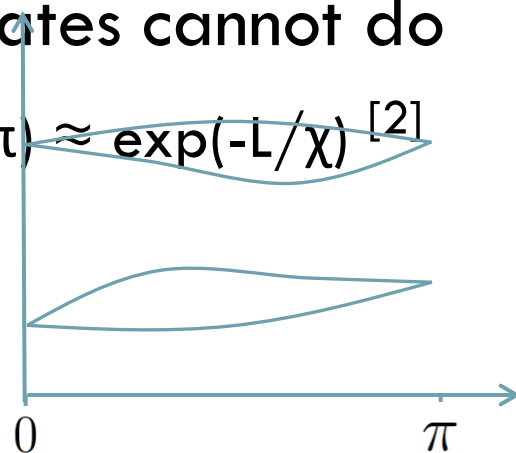 ates cannot do
π) ≈ exp(-L/χ) [2]
0 π